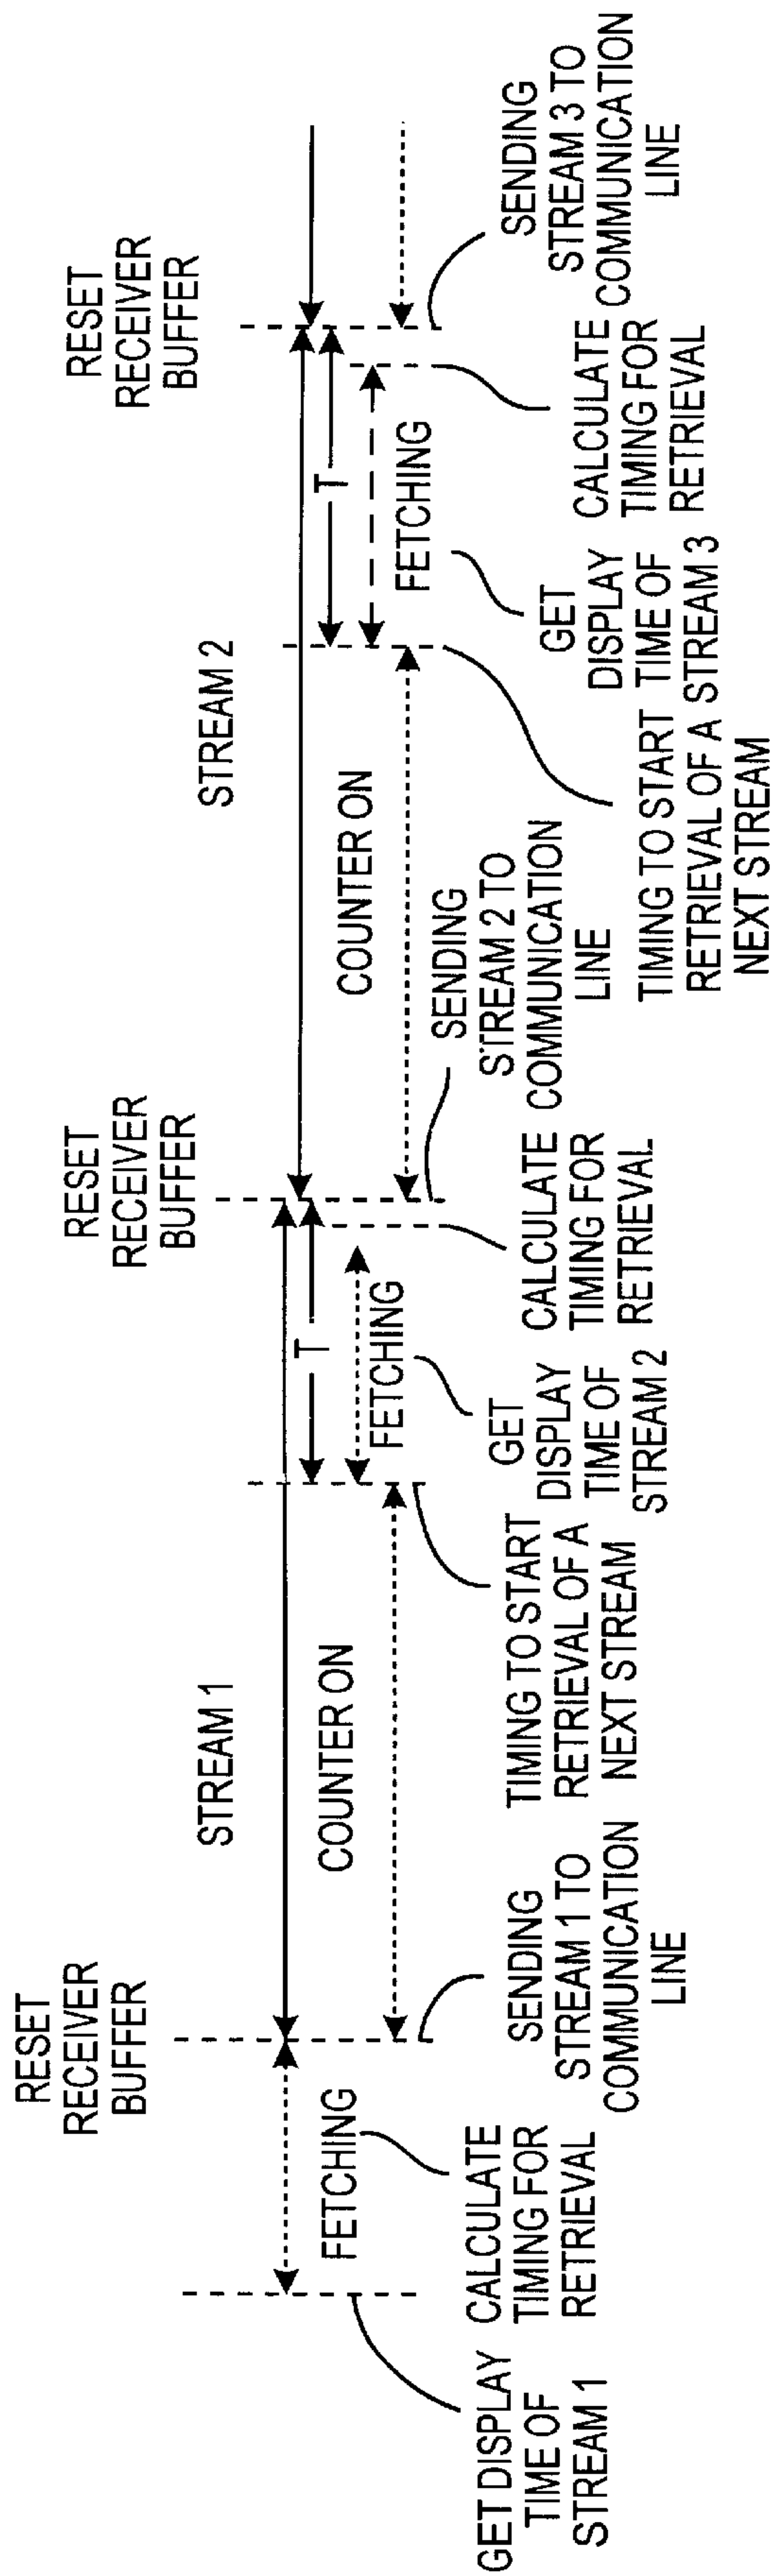 RESET
RECEIVER
BUFFER
RESET
RECEIVER
BUFFER
RESET
RECEIVER
BUFFER
STREAM 1
STREAM 2
T
T
FETCHING
COUNTER ON
FETCHING
COUNTER ON
FETCHING
GET DISPLAY
TIME OF
STREAM 1
CALCULATE
TIMING FOR
RETRIEVAL
SENDING
STREAM 1 TO
COMMUNICATION
LINE
TIMING TO START
RETRIEVAL OF A
NEXT STREAM
GET
DISPLAY
TIME OF
STREAM 2
CALCULATE
TIMING FOR
RETRIEVAL
SENDING
STREAM 2 TO
COMMUNICATION
LINE
TIMING TO START
RETRIEVAL OF A
NEXT STREAM
GET
DISPLAY
TIME OF
STREAM 3
CALCULATE
TIMING FOR
RETRIEVAL
SENDING
STREAM 3 TO
COMMUNICATION
LINE